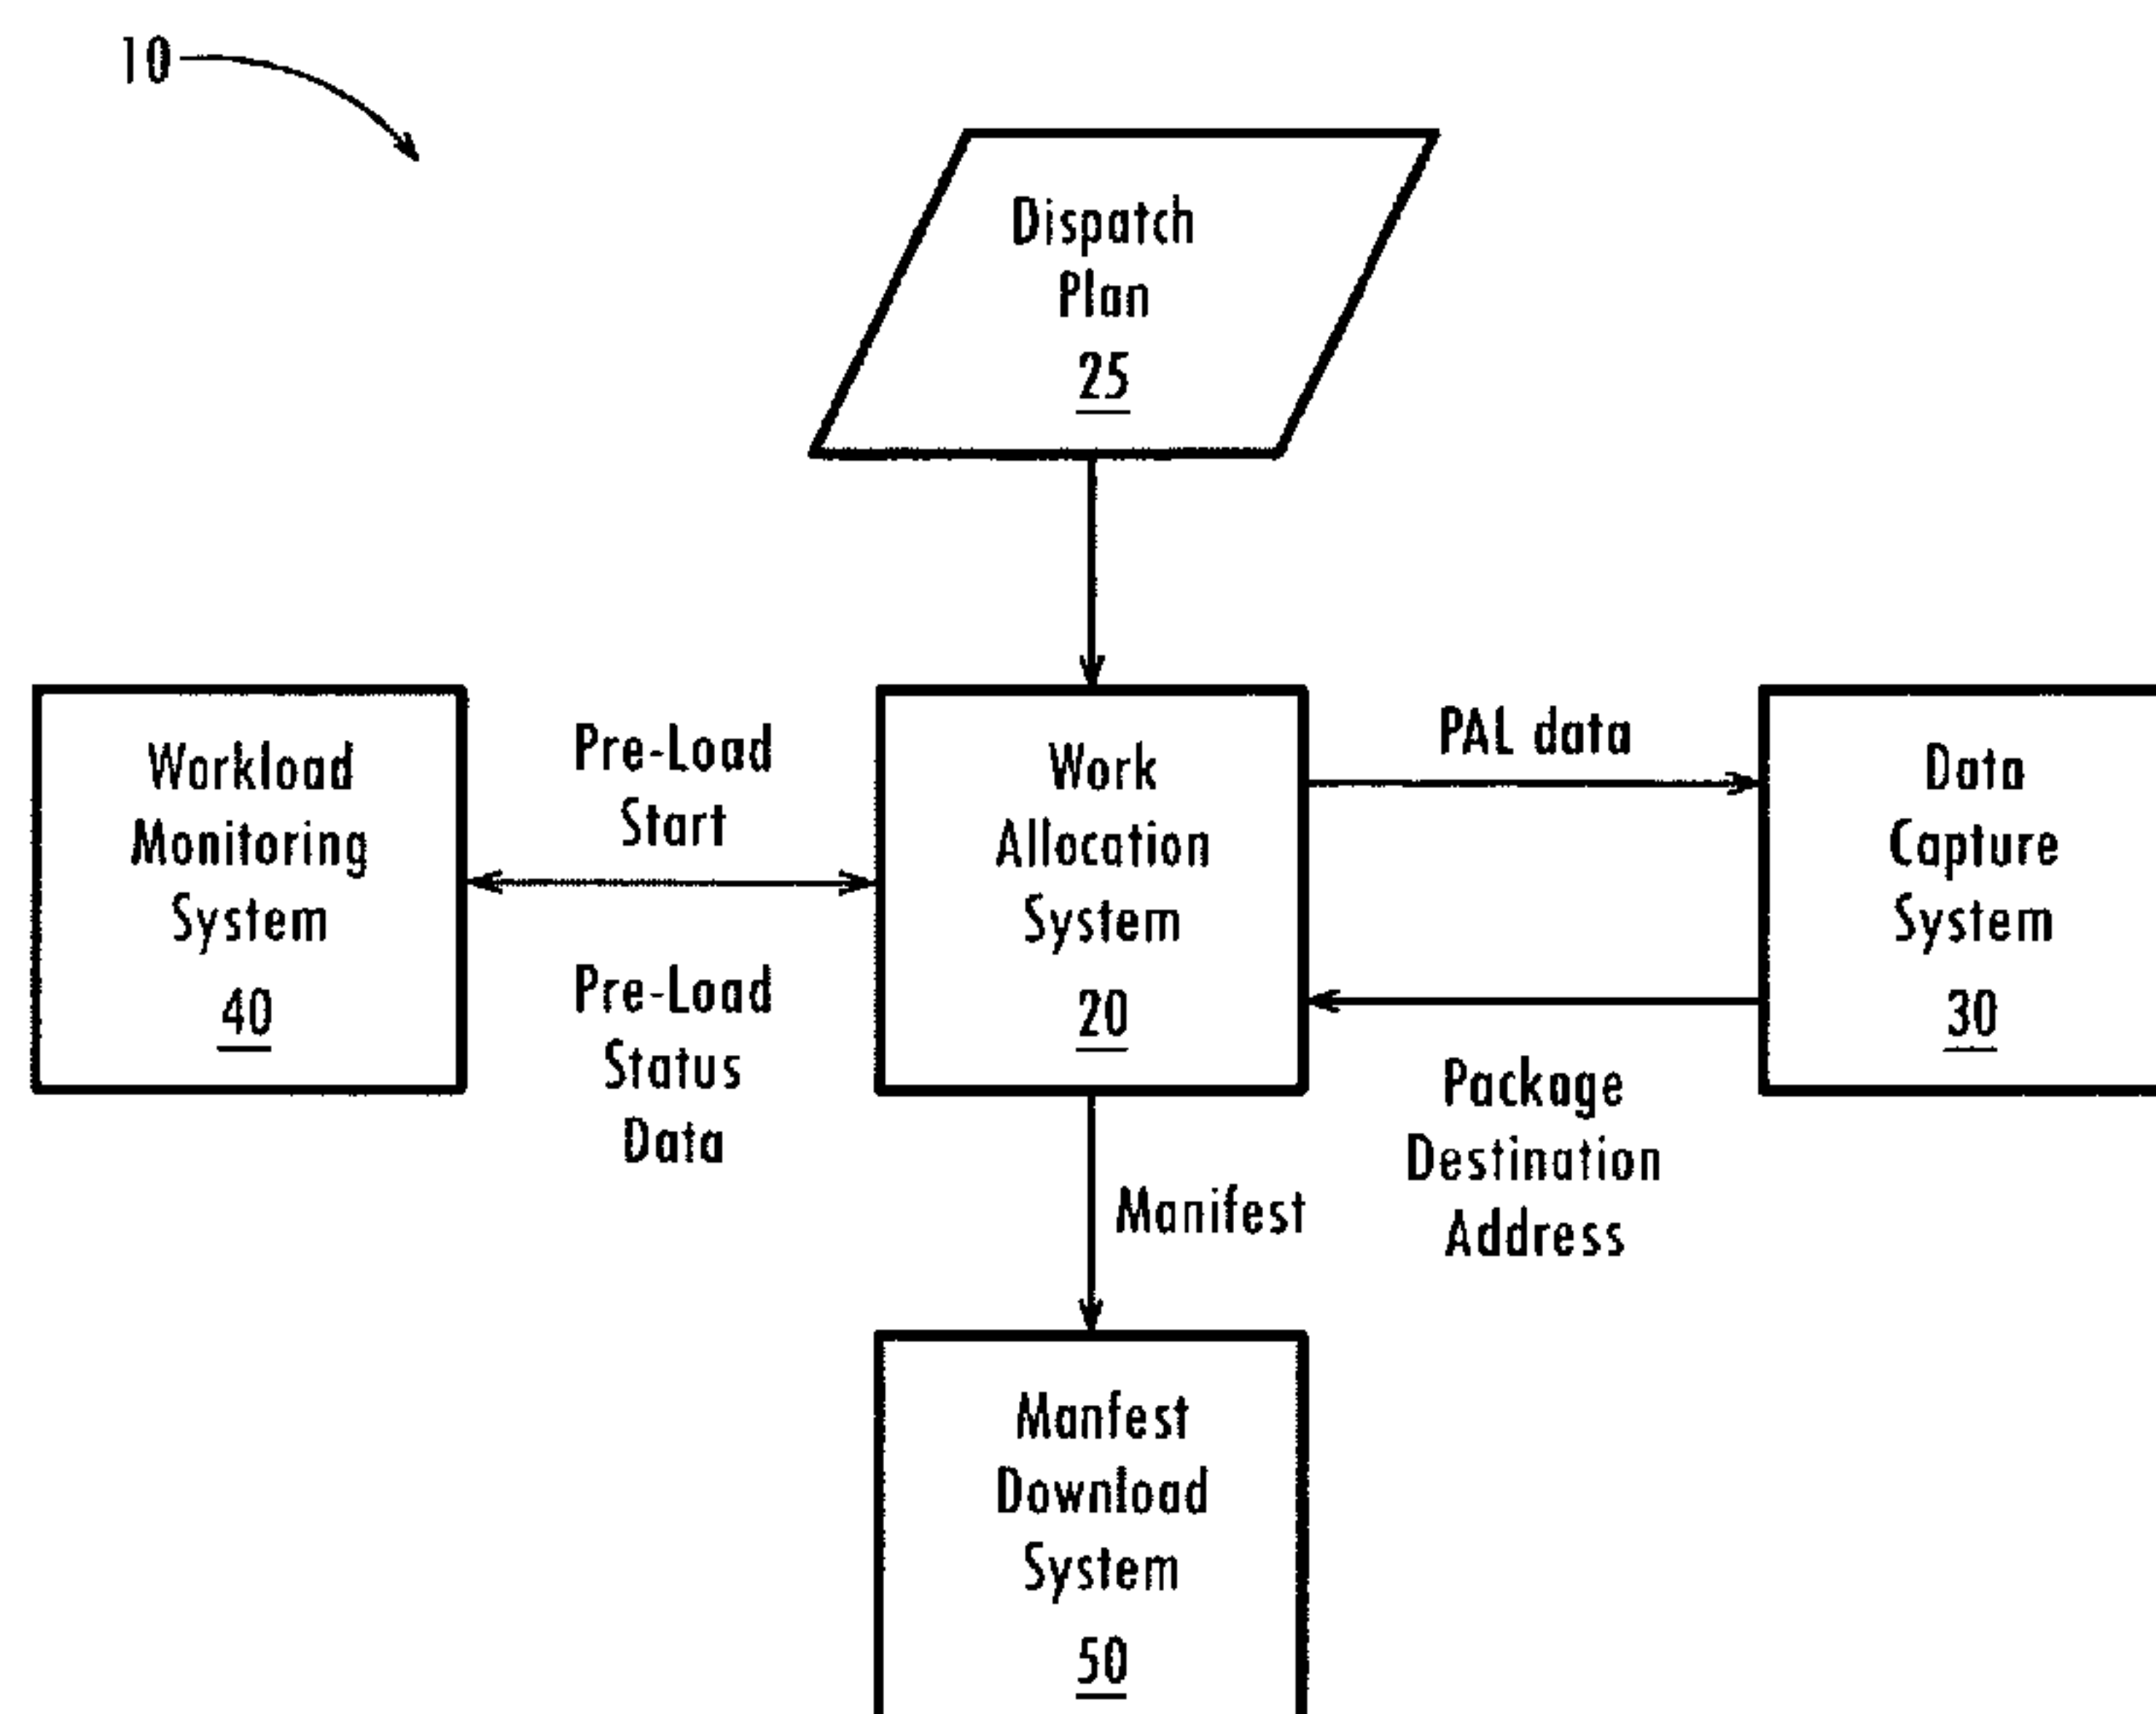 10
Dispatch
Plan
25
Workload
Monitoring
System
40
Pre-Load
Start
Pre-Load
Status
Data
Work
Allocation
System
20
PAL data
Package
Destination
Address
Data
Capture
System
30
Manifest
Manfest
Download
System
50